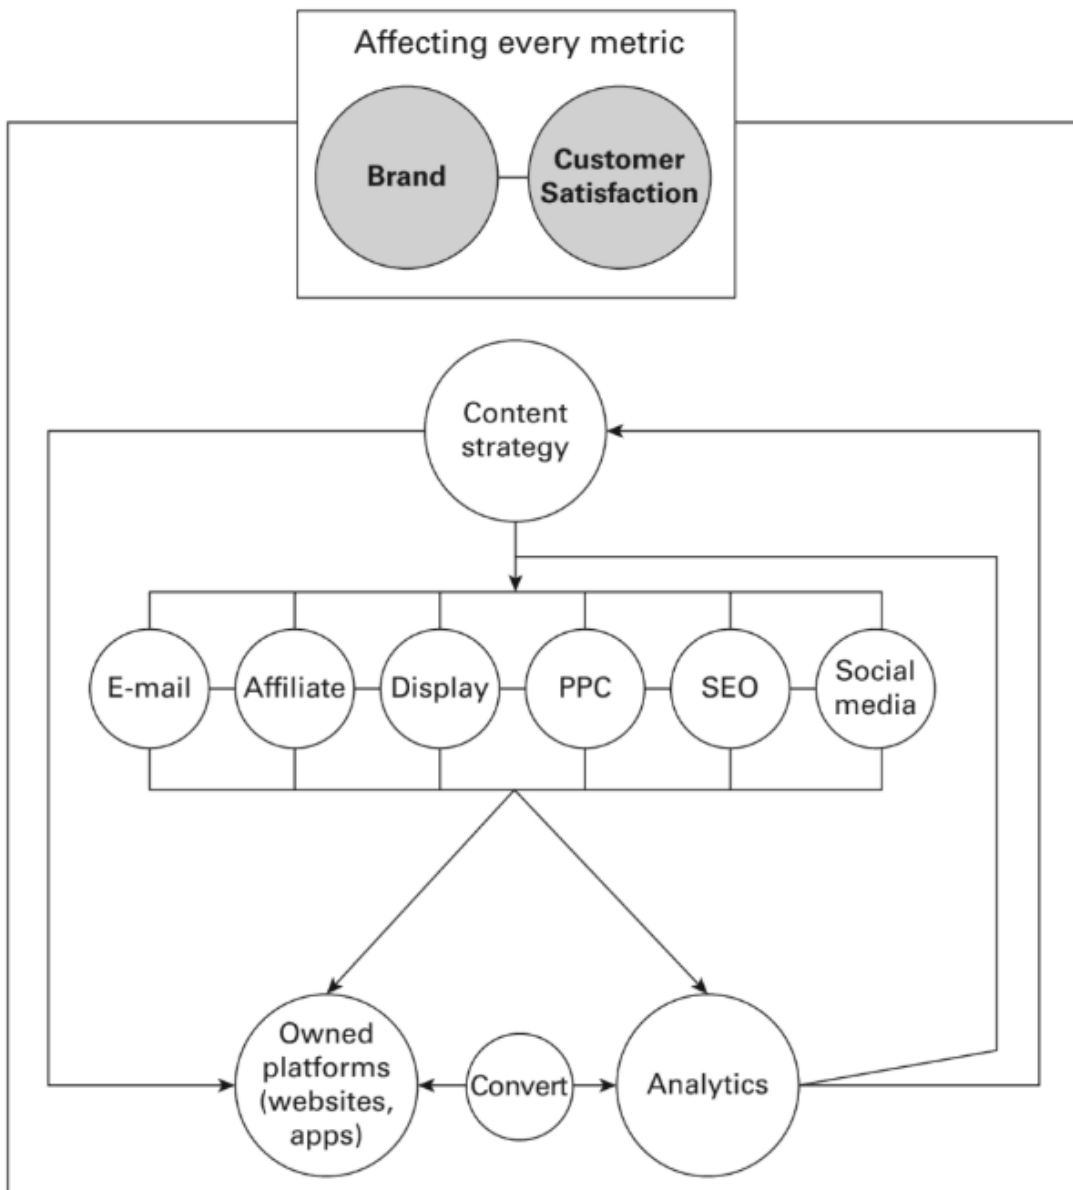 Affecting every metric
Brand
Customer
Satisfaction
Content
strategy
E-mail
Affiliate
Display
PPC
SEO
Social
media
Owned
platforms
(websites,
apps)
Convert
Analytics